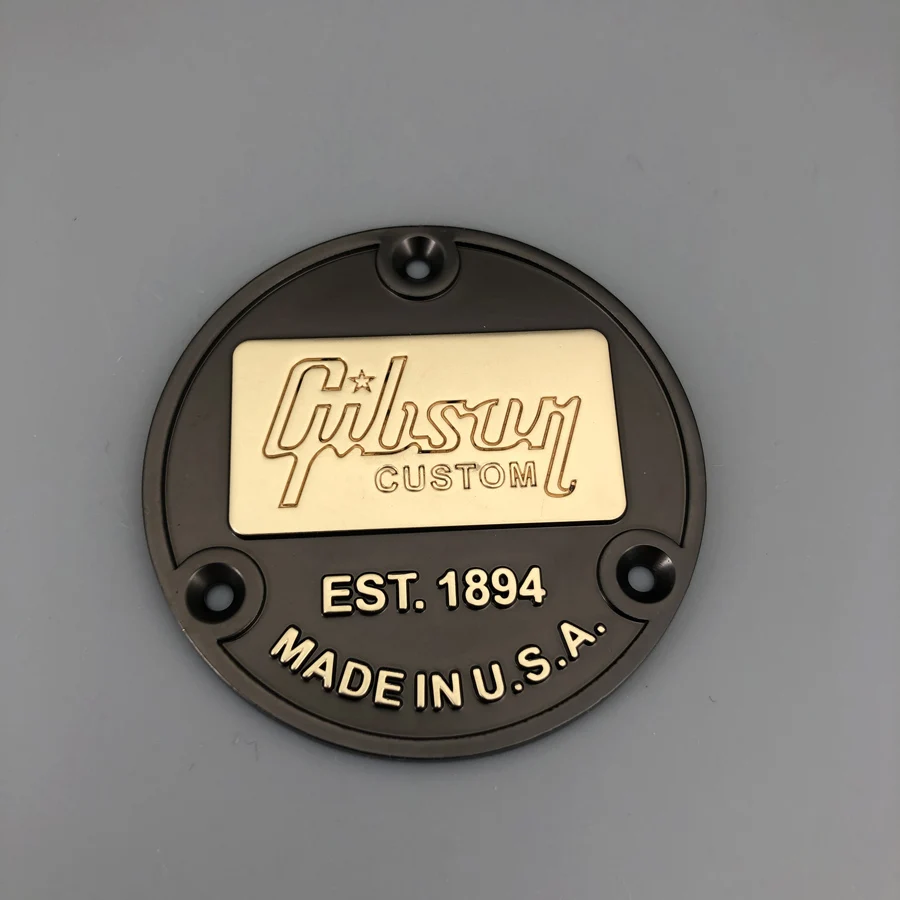 Gibson
CUSTOM
EST. 1894
MADE IN U.S.A.